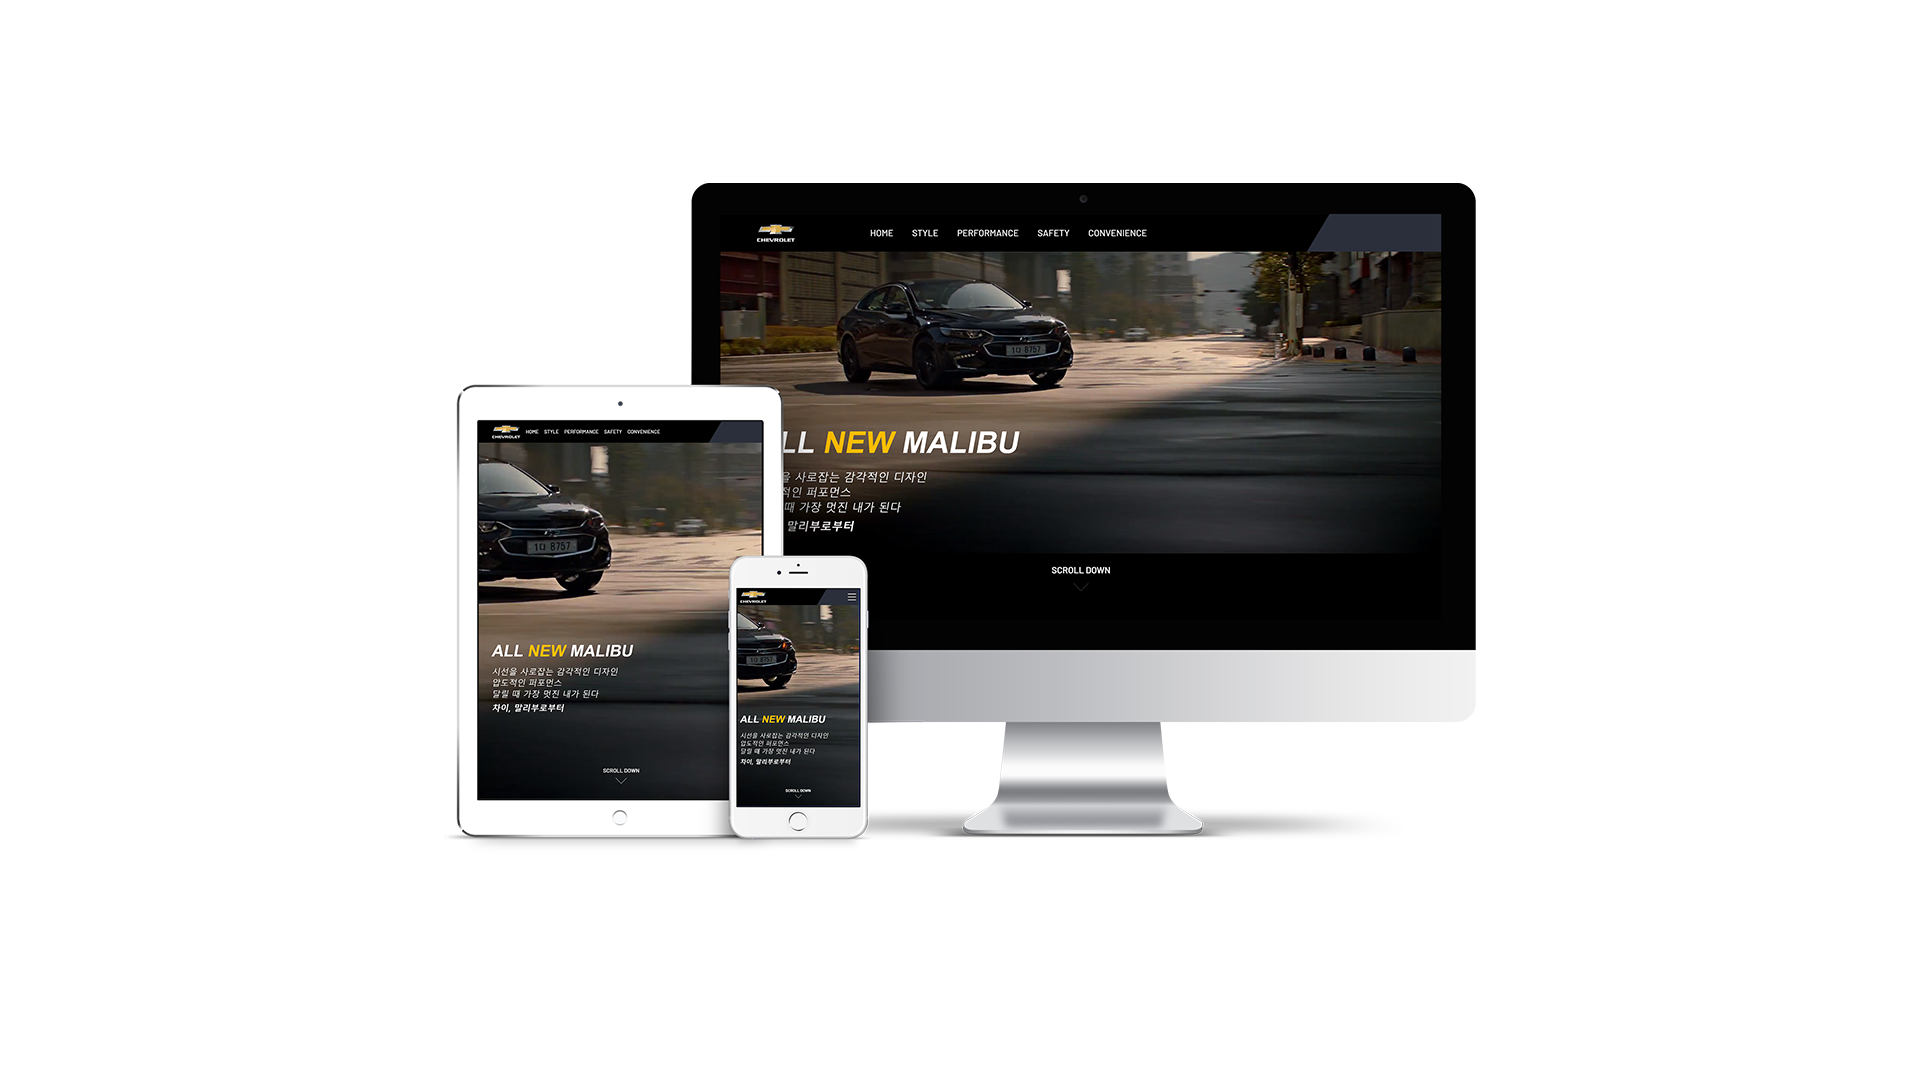 CHEVROLET
HOME STYLE PERFORMANCE SAFETY CONVENIENCE
1다 8757
LL NEW MALIBU
을 사로잡는 감각적인 디자인
적인 퍼포먼스
때 가장 멋진 내가 된다
말리부로부터
SCROLL DOWN
CHEVROLET
HOME STYLE PERFORMANCE SAFETY CONVENIENCE
1다 8757
ALL NEW MALIBU
시선을 사로잡는 감각적인 디자인
압도적인 퍼포먼스
달릴 때 가장 멋진 내가 된다
차이, 말리부로부터
SCROLL DOWN
CHEVROLET
1다 8757
ALL NEW MALIBU
시선을 사로잡는 감각적인 디자인
압도적인 퍼포먼스
달릴 때 가장 멋진 내가 된다
차이, 말리부로부터
SCROLL DOWN